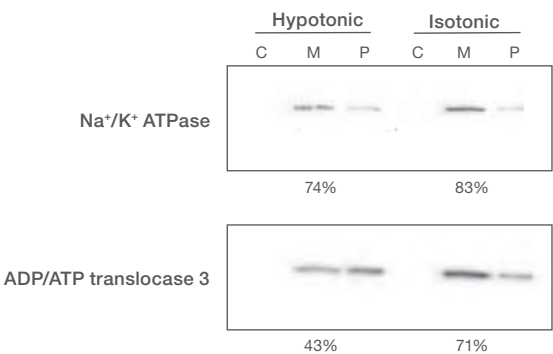 Hypotonic Isotonic
C M P C M P
Na⁺/K⁺ ATPase
74% 83%
ADP/ATP translocase 3
43% 71%